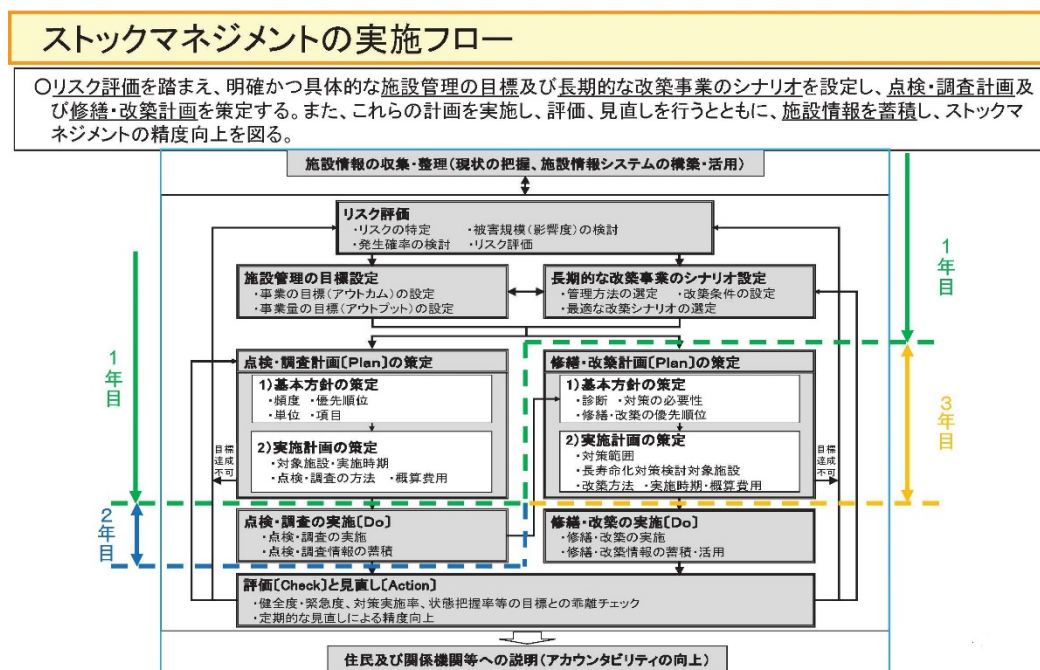 ストックマネジメントの実施フロー
〇リスク評価を踏まえ、明確かつ具体的な施設管理の目標及び長期的な改築事業のシナリオを設定し、点検・調査計画及
び修繕・改築計画を策定する。また、これらの計画を実施し、評価、見直しを行うとともに、施設情報を蓄積し、ストックマ
ネジメントの精度向上を図る。
施設情報の収集・整理(現状の把握、施設情報システムの構築・活用)
リスク評価
・リスクの特定 ・被害規模(影響度)の検討
・発生確率の検討 ・リスク評価
施設管理の目標設定
・事業の目標(アウトカム)の設定
・事業量の目標(アウトプット)の設定
長期的な改築事業のシナリオ設定
・管理方法の選定 ・改築条件の設定
・最適な改築シナリオの選定
1年目
1年目
点検・調査計画[Plan]の策定
1)基本方針の策定
・頻度 ・優先順位
・単位 ・項目
2)実施計画の策定
・対象施設・実施時期
・点検・調査の方法 ・概算費用
修繕・改築計画[Plan]の策定
1)基本方針の策定
・診断 ・対策の必要性
・修繕・改築の優先順位
2)実施計画の策定
・対策範囲
・長寿命化対策検討対象施設
・改築方法 ・実施時期・概算費用
3年目
目標
達成
不可
目標
達成
不可
2年目
点検・調査の実施[Do]
・点検・調査の実施
・点検・調査情報の蓄積
修繕・改築の実施[Do]
・修繕・改築の実施
・修繕・改築情報の蓄積・活用
評価[Check]と見直し[Action]
・健全度・緊急度、対策実施率、状態把握率等の目標との乖離チェック
・定期的な見直しによる精度向上
住民及び関係機関等への説明(アカウンタビリティの向上)